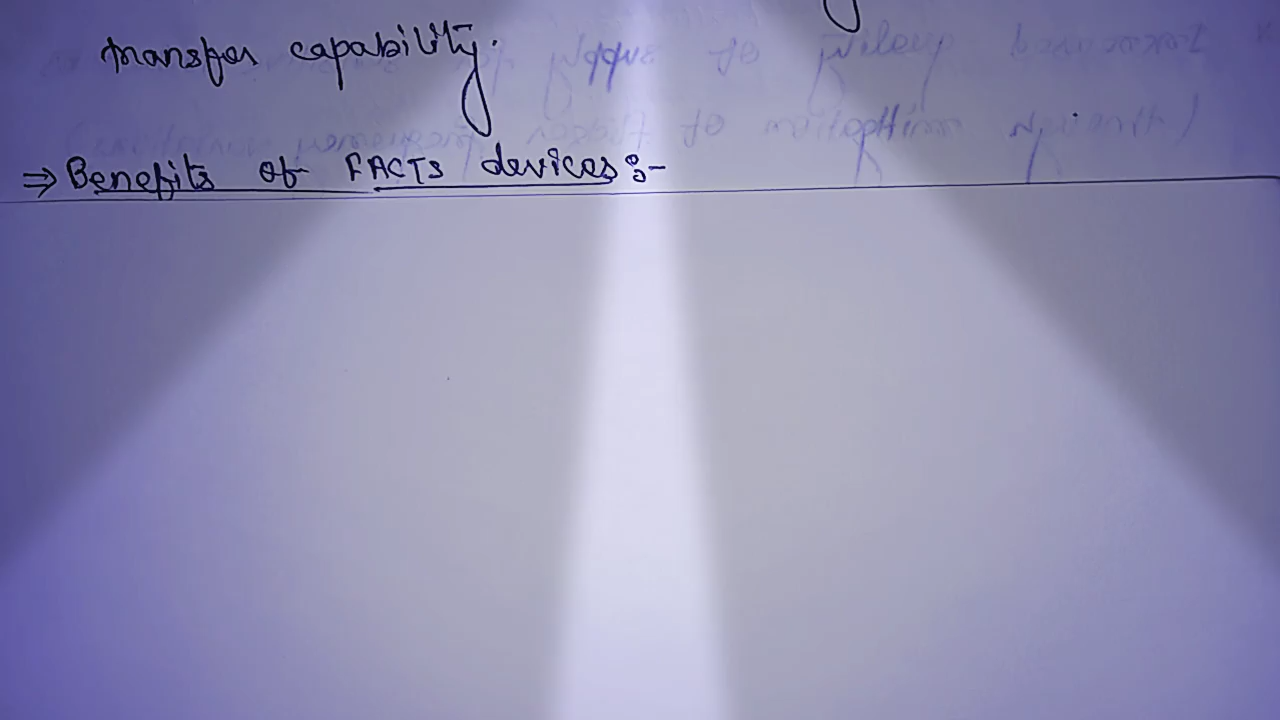 transfer capability.
⇒ Benefits of FACTS devices :-